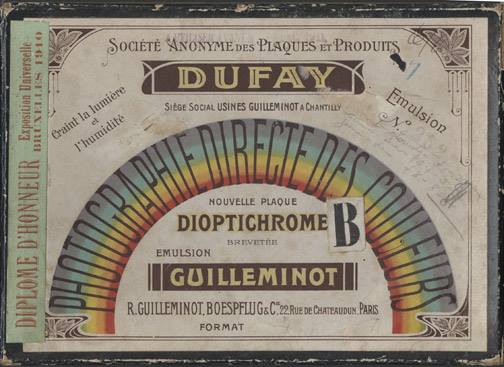 SOCIÉTÉ ANONYME DES PLAQUES ET PRODUITS
DUFAY
SIÈGE SOCIAL USINES GUILLEMINOT A CHANTILLY
Craint la lumière
et
l'humidité
Emulsion
N°
DIPLOME D'HONNEUR
Exposition Universelle
BRUXELLES 1910
PHOTOGRAPHIE DIRECTE DES COULEURS
NOUVELLE PLAQUE
DIOPTICHROME B
BREVETÉE
EMULSION
GUILLEMINOT
R. GUILLEMINOT, BOESPFLUG & Cie, 22, RUE DE CHATEAUDUN, PARIS
FORMAT